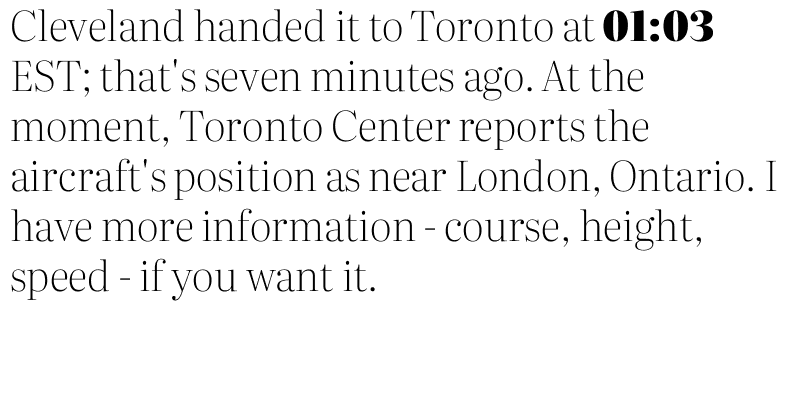 Cleveland handed it to Toronto at 01:03
EST; that's seven minutes ago. At the
moment, Toronto Center reports the
aircraft's position as near London, Ontario. I
have more information - course, height,
speed - if you want it.